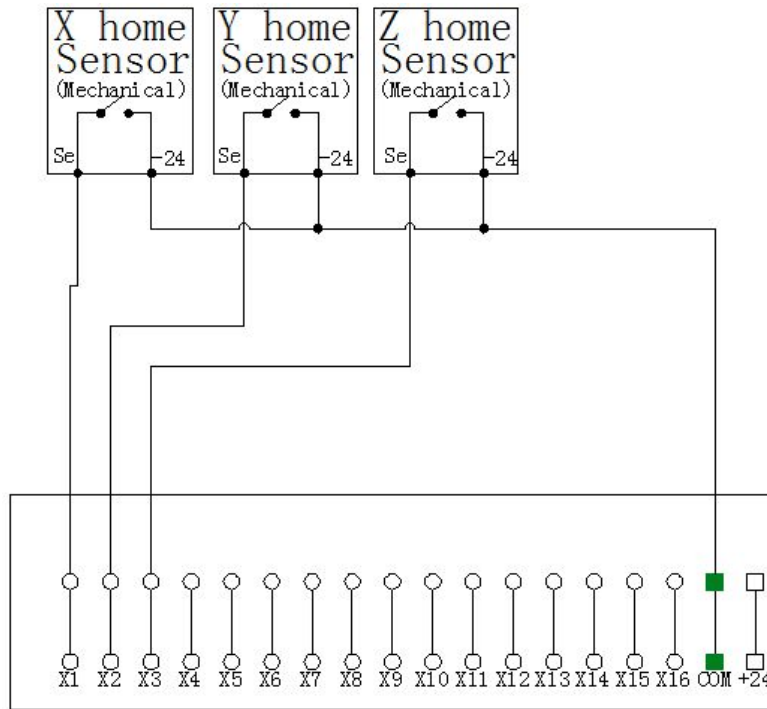 X home
Sensor
(Mechanical)
Se
-24
Y home
Sensor
(Mechanical)
Se
-24
Z home
Sensor
(Mechanical)
Se
-24
X1 X2 X3 X4 X5 X6 X7 X8 X9 X10 X11 X12 X13 X14 X15 X16 COM +24